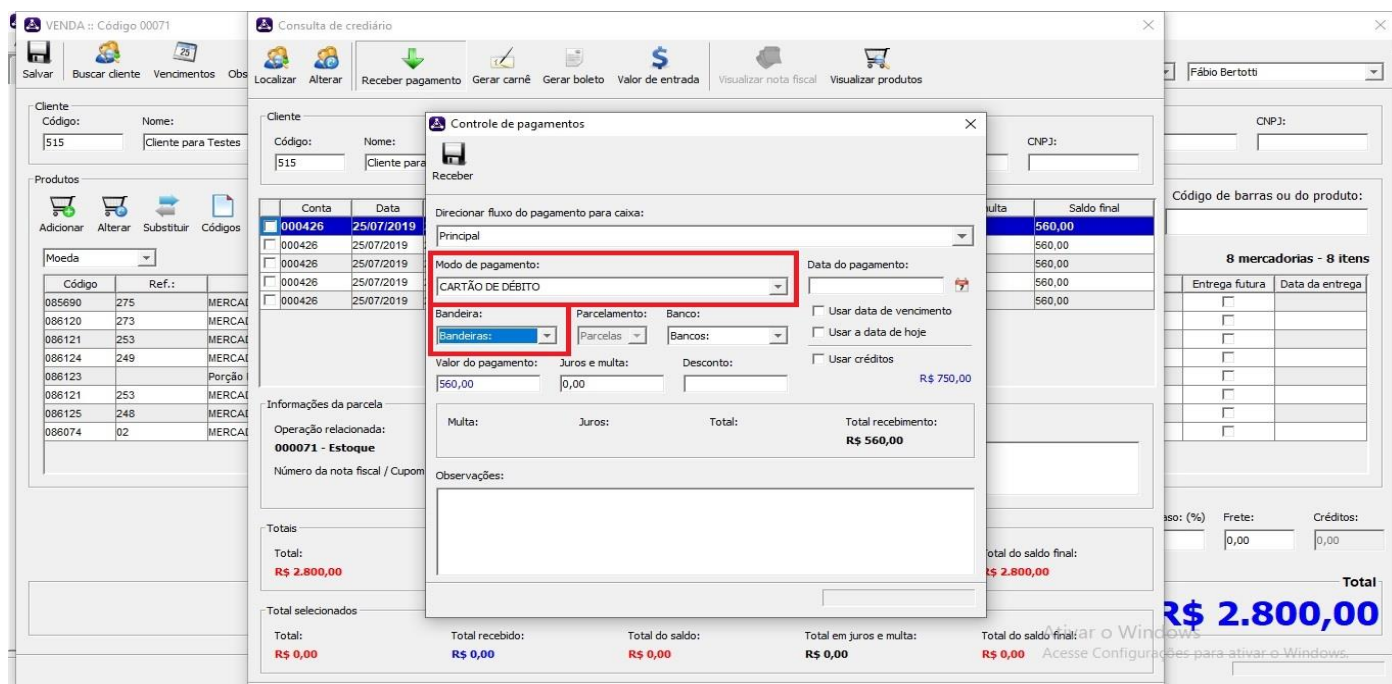 VENDA :: Código 00071
Salvar
Buscar cliente
Vencimentos
Obs
25
Cliente
Código:
Nome:
515
Cliente para Testes
Produtos
Adicionar
Alterar
Substituir
Códigos
Moeda
Código
Ref.:
085690 275 MERCAD
086120 273 MERCAD
086121 253 MERCAD
086124 249 MERCAD
086123 Porção
086121 253 MERCAD
086125 248 MERCAD
086074 02 MERCAD
Consulta de crediário
Localizar
Alterar
Receber pagamento
Gerar carnê
Gerar boleto
Valor de entrada
Visualizar nota fiscal
Visualizar produtos
Cliente
Código:
Nome:
CNPJ:
515
Cliente para
Conta
Data
ulta
Saldo final
000426 25/07/2019 560,00
000426 25/07/2019 560,00
000426 25/07/2019 560,00
000426 25/07/2019 560,00
000426 25/07/2019 560,00
Informações da parcela
Operação relacionada:
000071 - Estoque
Número da nota fiscal / Cupom
Totais
Total:
R$ 2.800,00
otal do saldo final:
R$ 2.800,00
Total selecionados
Total:
Total recebido:
Total do saldo:
Total em juros e multa:
Total do saldo final:
R$ 0,00
R$ 0,00
R$ 0,00
R$ 0,00
R$ 0,00
Controle de pagamentos
Receber
Direcionar fluxo do pagamento para caixa:
Principal
Modo de pagamento:
CARTÃO DE DÉBITO
Data do pagamento:
Bandeira:
Parcelamento:
Banco:
Bandeiras:
Parcelas
Bancos:
Usar data de vencimento
Usar a data de hoje
Usar créditos
R$ 750,00
Valor do pagamento:
Juros e multa:
Desconto:
560,00
0,00
Multa:
Juros:
Total:
Total recebimento:
R$ 560,00
Observações:
Fábio Bertotti
CNPJ:
Código de barras ou do produto:
8 mercadorias - 8 itens
Entrega futura
Data da entrega
aso: (%)
Frete:
Créditos:
0,00
0,00
Total
R$ 2.800,00
Ativar o Windows
Acesse Configurações para ativar o Windows.